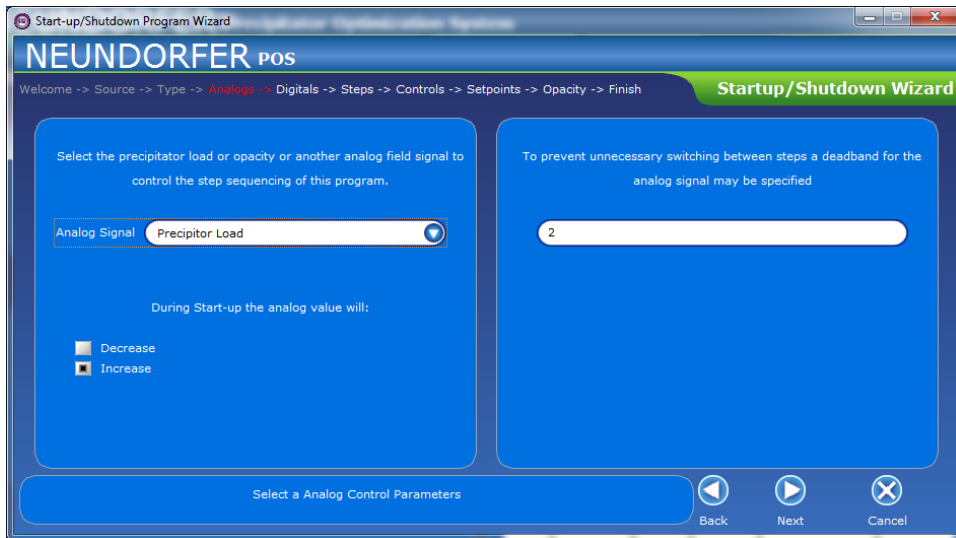 Start-up/Shutdown Program Wizard
Precipitator Optimization System
NEUNDORFER POS
Welcome -> Source -> Type -> Analogs -> Digitals -> Steps -> Controls -> Setpoints -> Opacity -> Finish
Startup/Shutdown Wizard
Select the precipitator load or opacity or another analog field signal to
control the step sequencing of this program.
Analog Signal
Precipitor Load
During Start-up the analog value will:
Decrease
Increase
To prevent unnecessary switching between steps a deadband for the
analog signal may be specified
2
Select a Analog Control Parameters
Back
Next
Cancel